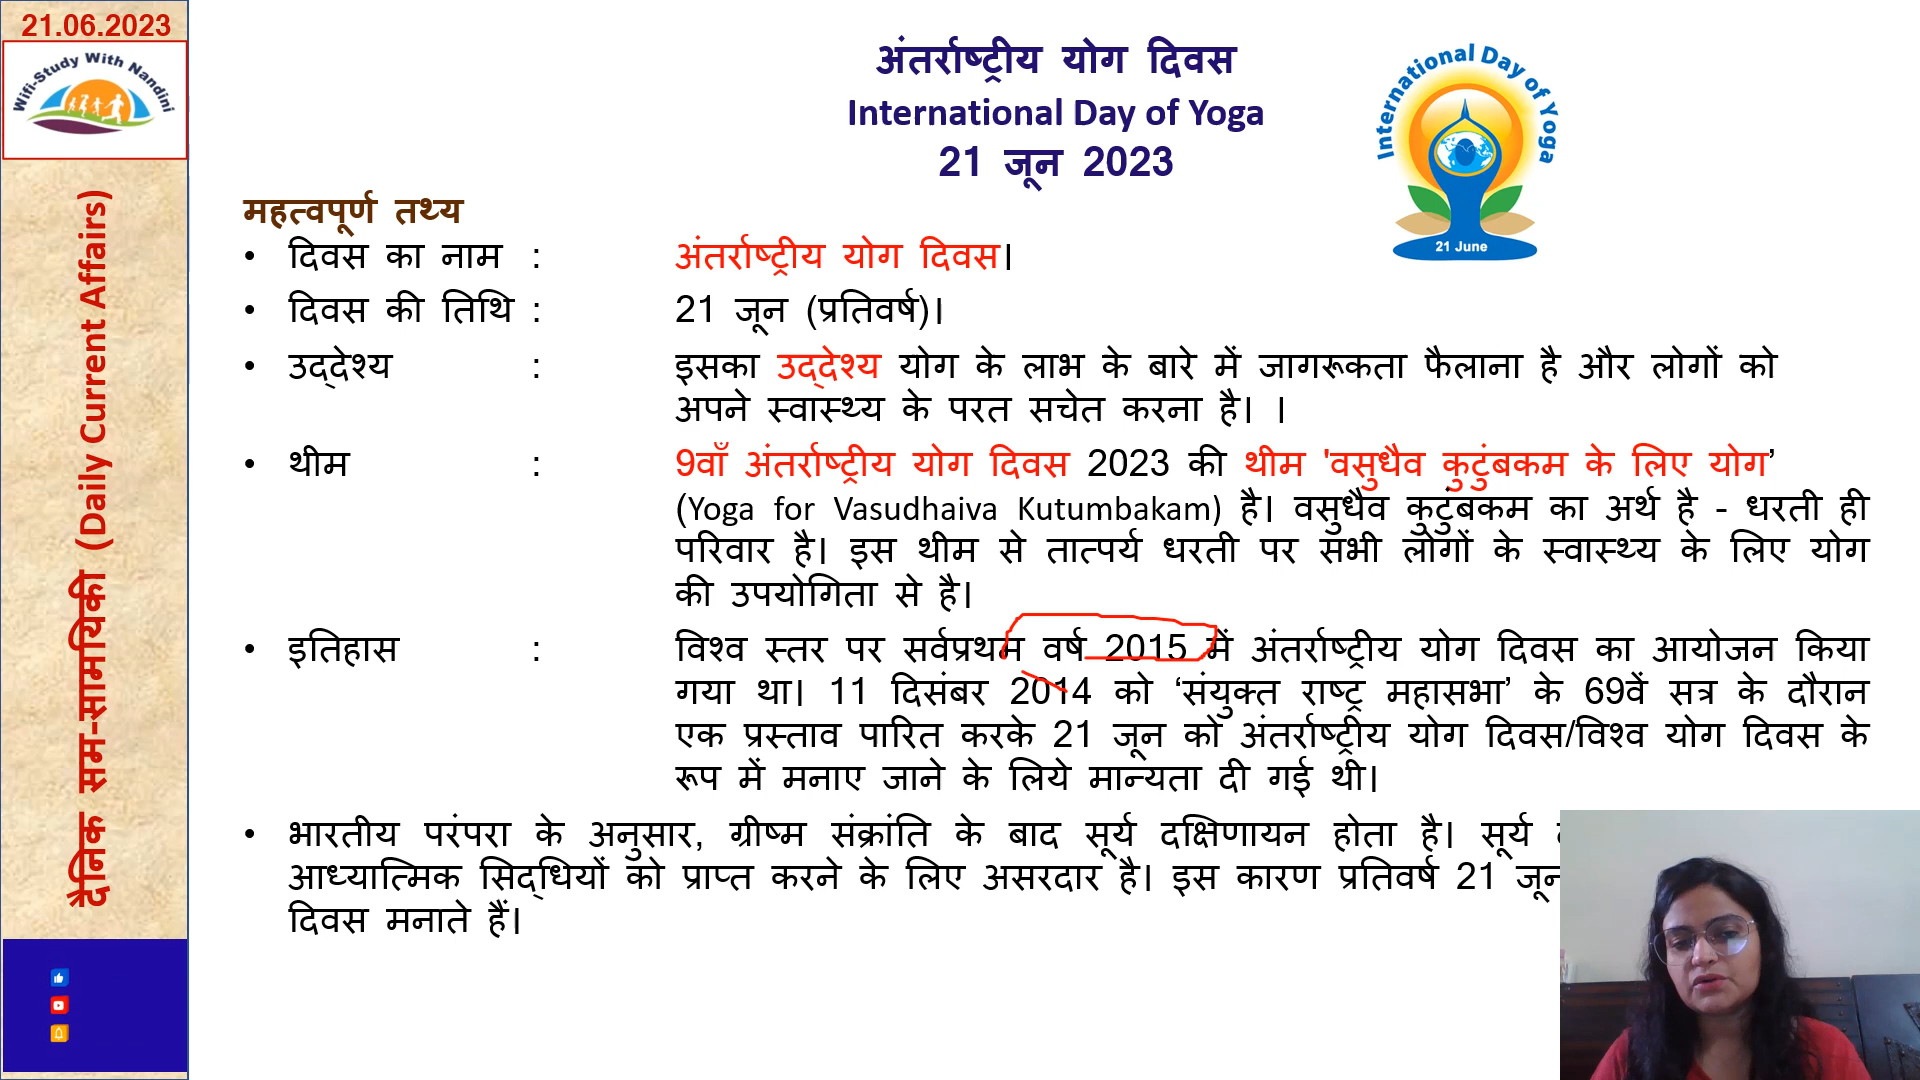 21.06.2023
Wifi-Study With Nandini
दैनिक सम-सामयिकी (Daily Current Affairs)
अंतर्राष्ट्रीय योग दिवस
International Day of Yoga
21 जून 2023
International Day of Yoga
21 June
महत्वपूर्ण तथ्य
• दिवस का नाम : अंतर्राष्ट्रीय योग दिवस।
• दिवस की तिथि : 21 जून (प्रतिवर्ष)।
• उद्देश्य : इसका उद्देश्य योग के लाभ के बारे में जागरूकता फैलाना है और लोगों को
अपने स्वास्थ्य के परत सचेत करना है। ।
• थीम : 9वाँ अंतर्राष्ट्रीय योग दिवस 2023 की थीम 'वसुधैव कुटुंबकम के लिए योग’
(Yoga for Vasudhaiva Kutumbakam) है। वसुधैव कुटुंबकम का अर्थ है - धरती ही
परिवार है। इस थीम से तात्पर्य धरती पर सभी लोगों के स्वास्थ्य के लिए योग
की उपयोगिता से है।
• इतिहास : विश्व स्तर पर सर्वप्रथम वर्ष 2015 में अंतर्राष्ट्रीय योग दिवस का आयोजन किया
गया था। 11 दिसंबर 2014 को ‘संयुक्त राष्ट्र महासभा’ के 69वें सत्र के दौरान
एक प्रस्ताव पारित करके 21 जून को अंतर्राष्ट्रीय योग दिवस/विश्व योग दिवस के
रूप में मनाए जाने के लिये मान्यता दी गई थी।
• भारतीय परंपरा के अनुसार, ग्रीष्म संक्रांति के बाद सूर्य दक्षिणायन होता है। सूर्य
आध्यात्मिक सिद्धियों को प्राप्त करने के लिए असरदार है। इस कारण प्रतिवर्ष 21 जून
दिवस मनाते हैं।